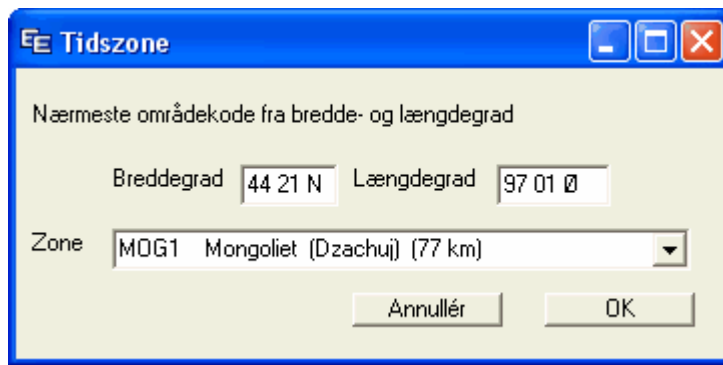 EE Tidszone
Nærmeste områdekode fra bredde- og længdegrad
Breddegrad 44 21 N Længdegrad 97 01 Ø
Zone MOG1 Mongoliet (Dzachuj) (77 km)
Annullér OK